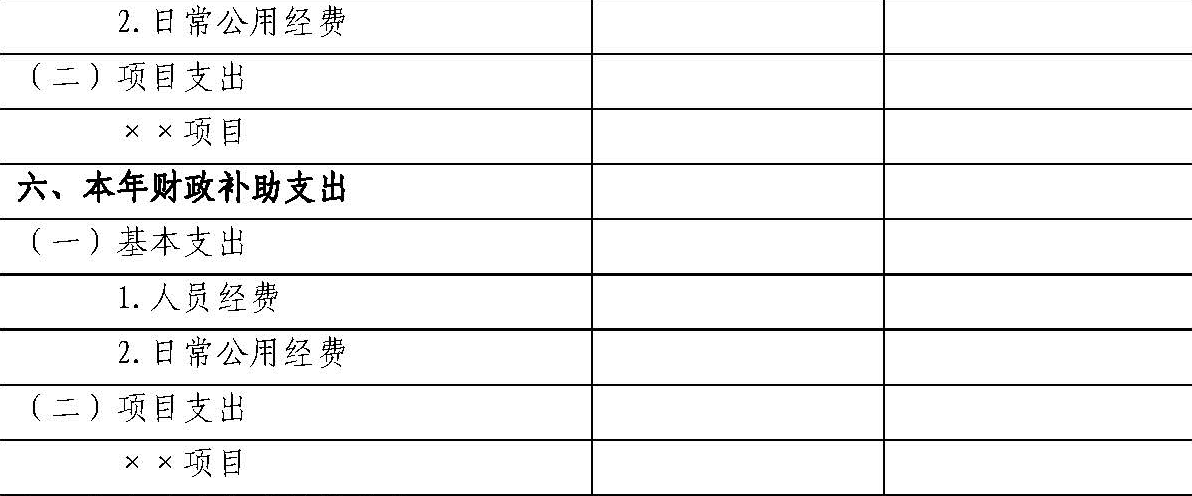 2.日常公用经费
（二）项目支出
××项目
六、本年财政补助支出
（一）基本支出
1.人员经费
2.日常公用经费
（二）项目支出
××项目